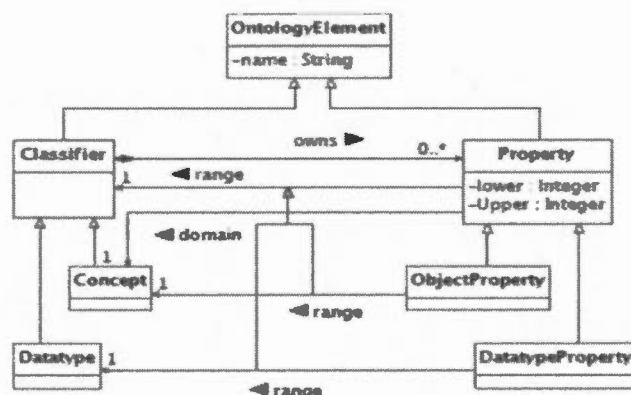 OntologyElement
-name : String
Classifier
owns ►
0..*
Property
1
◄ range
-lower : Integer
-Upper : Integer
◄ domain
1
Concept
1
ObjectProperty
◄ range
Datatype
1
DatatypeProperty
◄ range